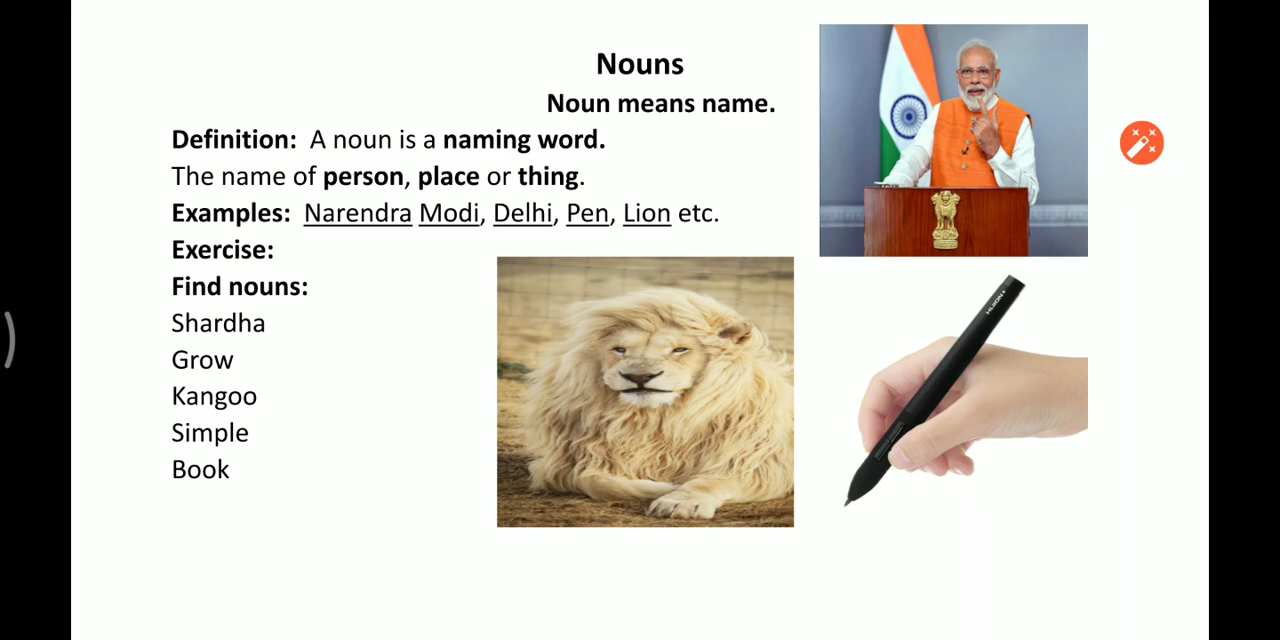 Nouns
Noun means name.
Definition: A noun is a naming word.
The name of person, place or thing.
Examples: Narendra Modi, Delhi, Pen, Lion etc.
Exercise:
Find nouns:
Shardha
Grow
Kangoo
Simple
Book
HUION